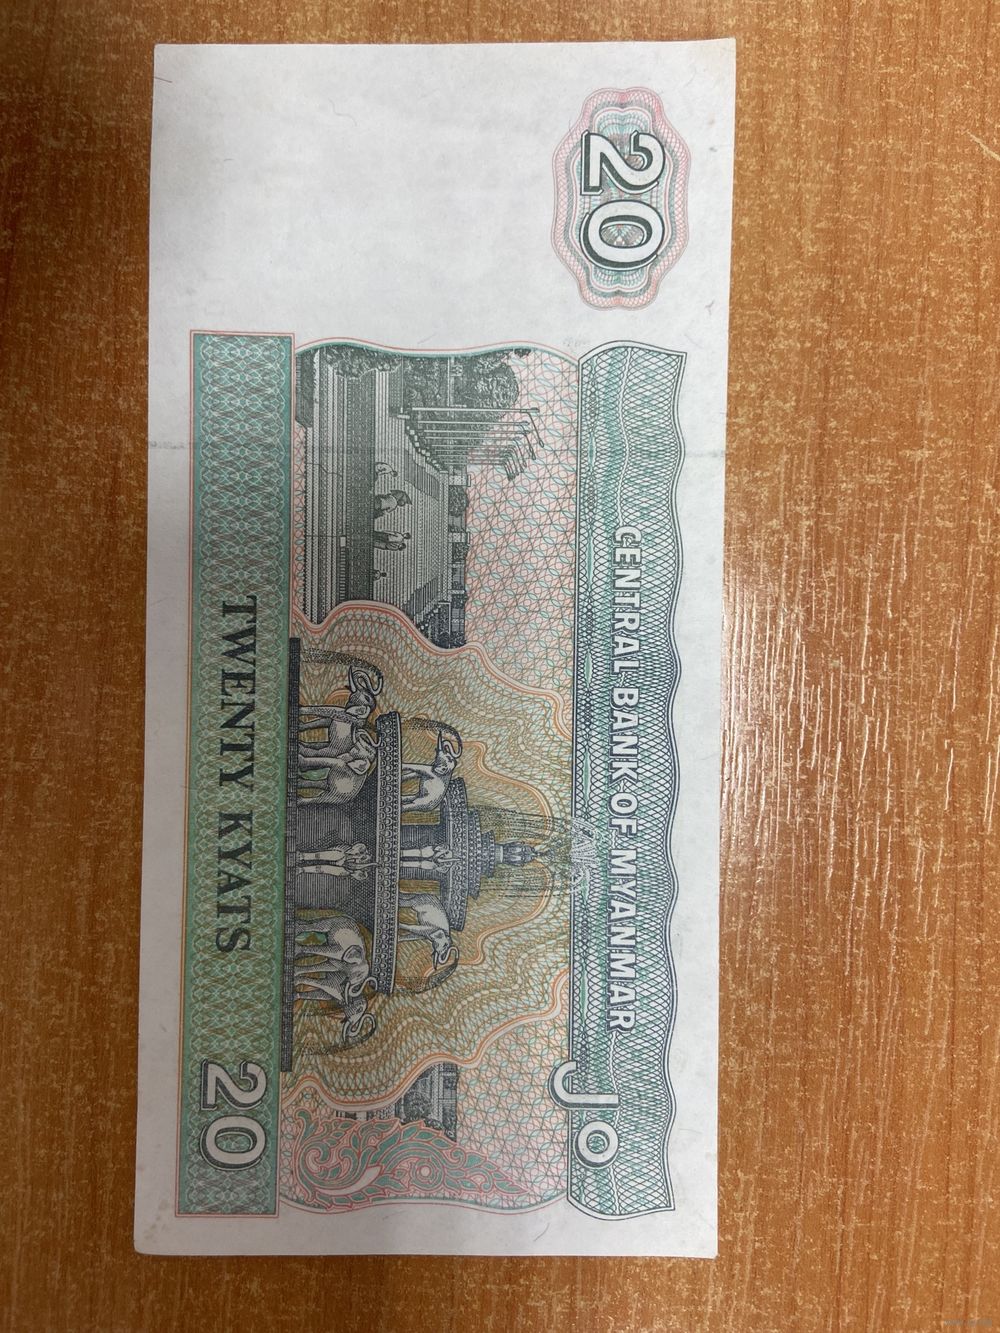 20
CENTRAL BANK OF MYANMAR
၂၀
TWENTY KYATS
20